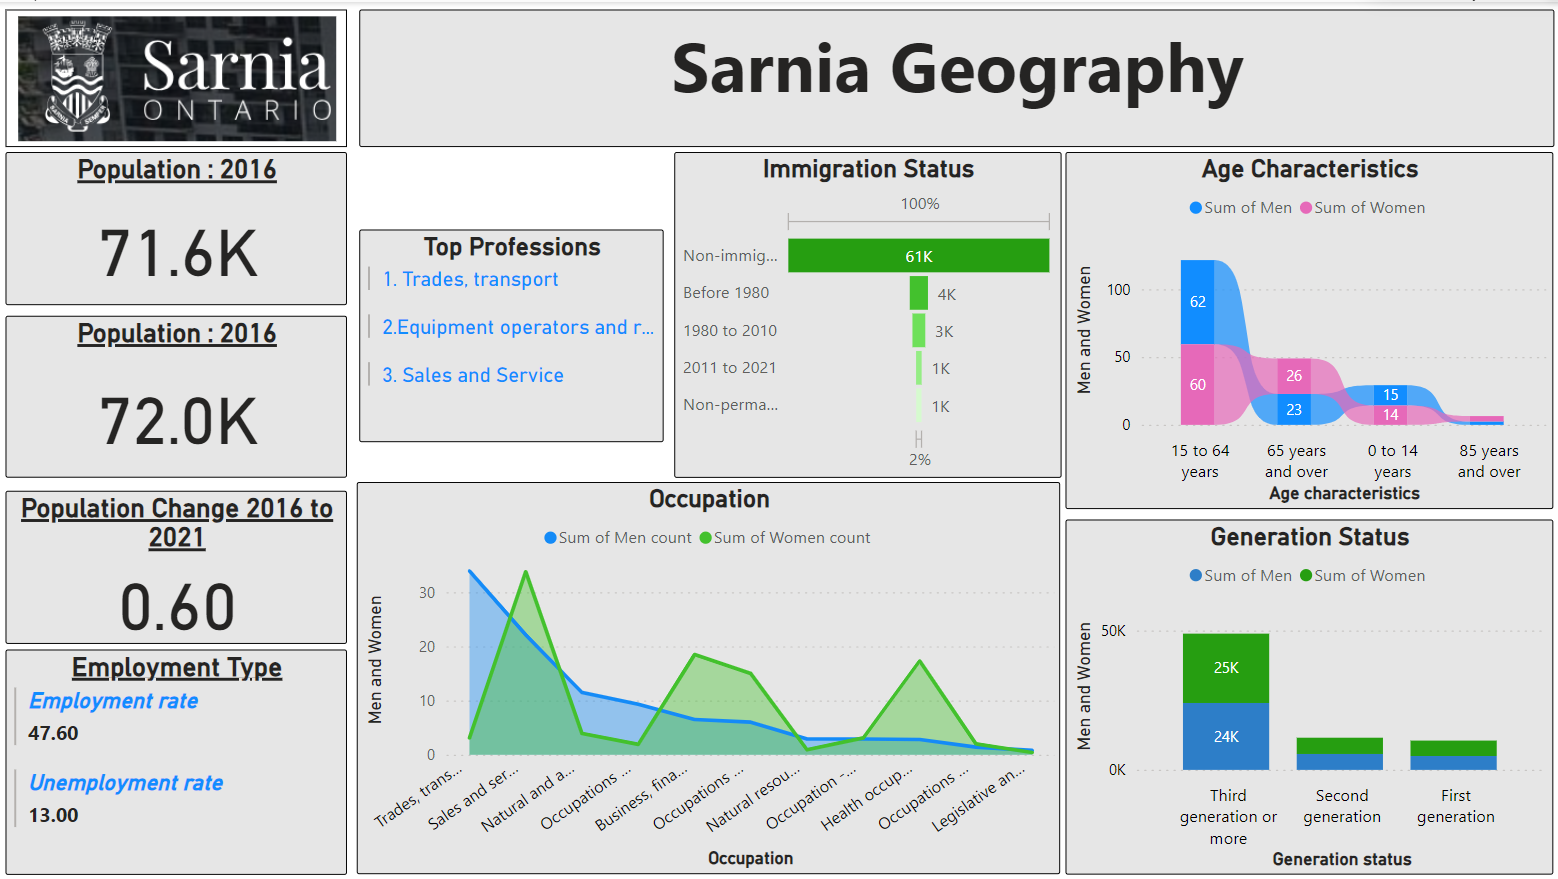 Sarnia
ONTARIO
Sarnia Geography
Population : 2016
71.6K
Population : 2016
72.0K
Population Change 2016 to
2021
0.60
Employment Type
Employment rate
47.60
Unemployment rate
13.00
Top Professions
1. Trades, transport
2.Equipment operators and r...
3. Sales and Service
Immigration Status
100%
Non-immig... 61K
Before 1980 4K
1980 to 2010 3K
2011 to 2021 1K
Non-perma... 1K
2%
Age Characteristics
Sum of Men Sum of Women
Men and Women
100
50
0
62
60
26
23
15
14
15 to 64
years
65 years
and over
0 to 14
years
85 years
and over
Age characteristics
Occupation
Sum of Men count Sum of Women count
Men and Women
30
20
10
0
Trades, trans...
Sales and ser...
Natural and a...
Occupations ...
Business, fina...
Occupations ...
Natural resou...
Occupation -...
Health occup...
Occupations ...
Legislative an...
Occupation
Generation Status
Sum of Men Sum of Women
Men and Women
50K
0K
25K
24K
Third
generation or
more
Second
generation
First
generation
Generation status